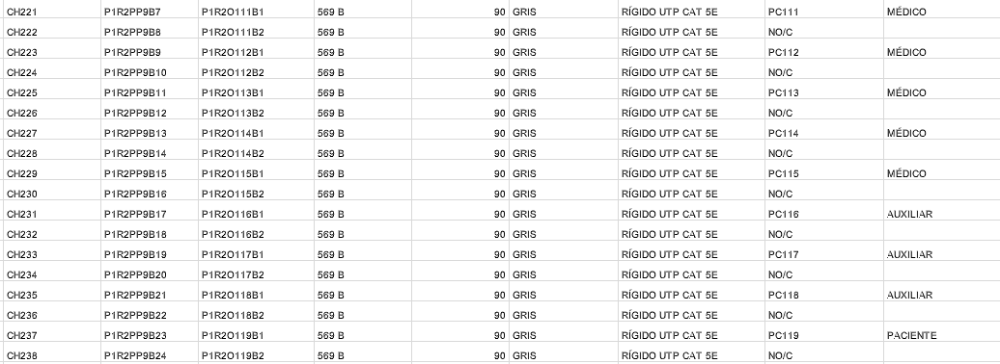 CH221 P1R2PP9B7 P1R2O111B1 569 B 90 GRIS RÍGIDO UTP CAT 5E PC111 MÉDICO
CH222 P1R2PP9B8 P1R2O111B2 569 B 90 GRIS RÍGIDO UTP CAT 5E NO/C
CH223 P1R2PP9B9 P1R2O112B1 569 B 90 GRIS RÍGIDO UTP CAT 5E PC112 MÉDICO
CH224 P1R2PP9B10 P1R2O112B2 569 B 90 GRIS RÍGIDO UTP CAT 5E NO/C
CH225 P1R2PP9B11 P1R2O113B1 569 B 90 GRIS RÍGIDO UTP CAT 5E PC113 MÉDICO
CH226 P1R2PP9B12 P1R2O113B2 569 B 90 GRIS RÍGIDO UTP CAT 5E NO/C
CH227 P1R2PP9B13 P1R2O114B1 569 B 90 GRIS RÍGIDO UTP CAT 5E PC114 MÉDICO
CH228 P1R2PP9B14 P1R2O114B2 569 B 90 GRIS RÍGIDO UTP CAT 5E NO/C
CH229 P1R2PP9B15 P1R2O115B1 569 B 90 GRIS RÍGIDO UTP CAT 5E PC115 MÉDICO
CH230 P1R2PP9B16 P1R2O115B2 569 B 90 GRIS RÍGIDO UTP CAT 5E NO/C
CH231 P1R2PP9B17 P1R2O116B1 569 B 90 GRIS RÍGIDO UTP CAT 5E PC116 AUXILIAR
CH232 P1R2PP9B18 P1R2O116B2 569 B 90 GRIS RÍGIDO UTP CAT 5E NO/C
CH233 P1R2PP9B19 P1R2O117B1 569 B 90 GRIS RÍGIDO UTP CAT 5E PC117 AUXILIAR
CH234 P1R2PP9B20 P1R2O117B2 569 B 90 GRIS RÍGIDO UTP CAT 5E NO/C
CH235 P1R2PP9B21 P1R2O118B1 569 B 90 GRIS RÍGIDO UTP CAT 5E PC118 AUXILIAR
CH236 P1R2PP9B22 P1R2O118B2 569 B 90 GRIS RÍGIDO UTP CAT 5E NO/C
CH237 P1R2PP9B23 P1R2O119B1 569 B 90 GRIS RÍGIDO UTP CAT 5E PC119 PACIENTE
CH238 P1R2PP9B24 P1R2O119B2 569 B 90 GRIS RÍGIDO UTP CAT 5E NO/C